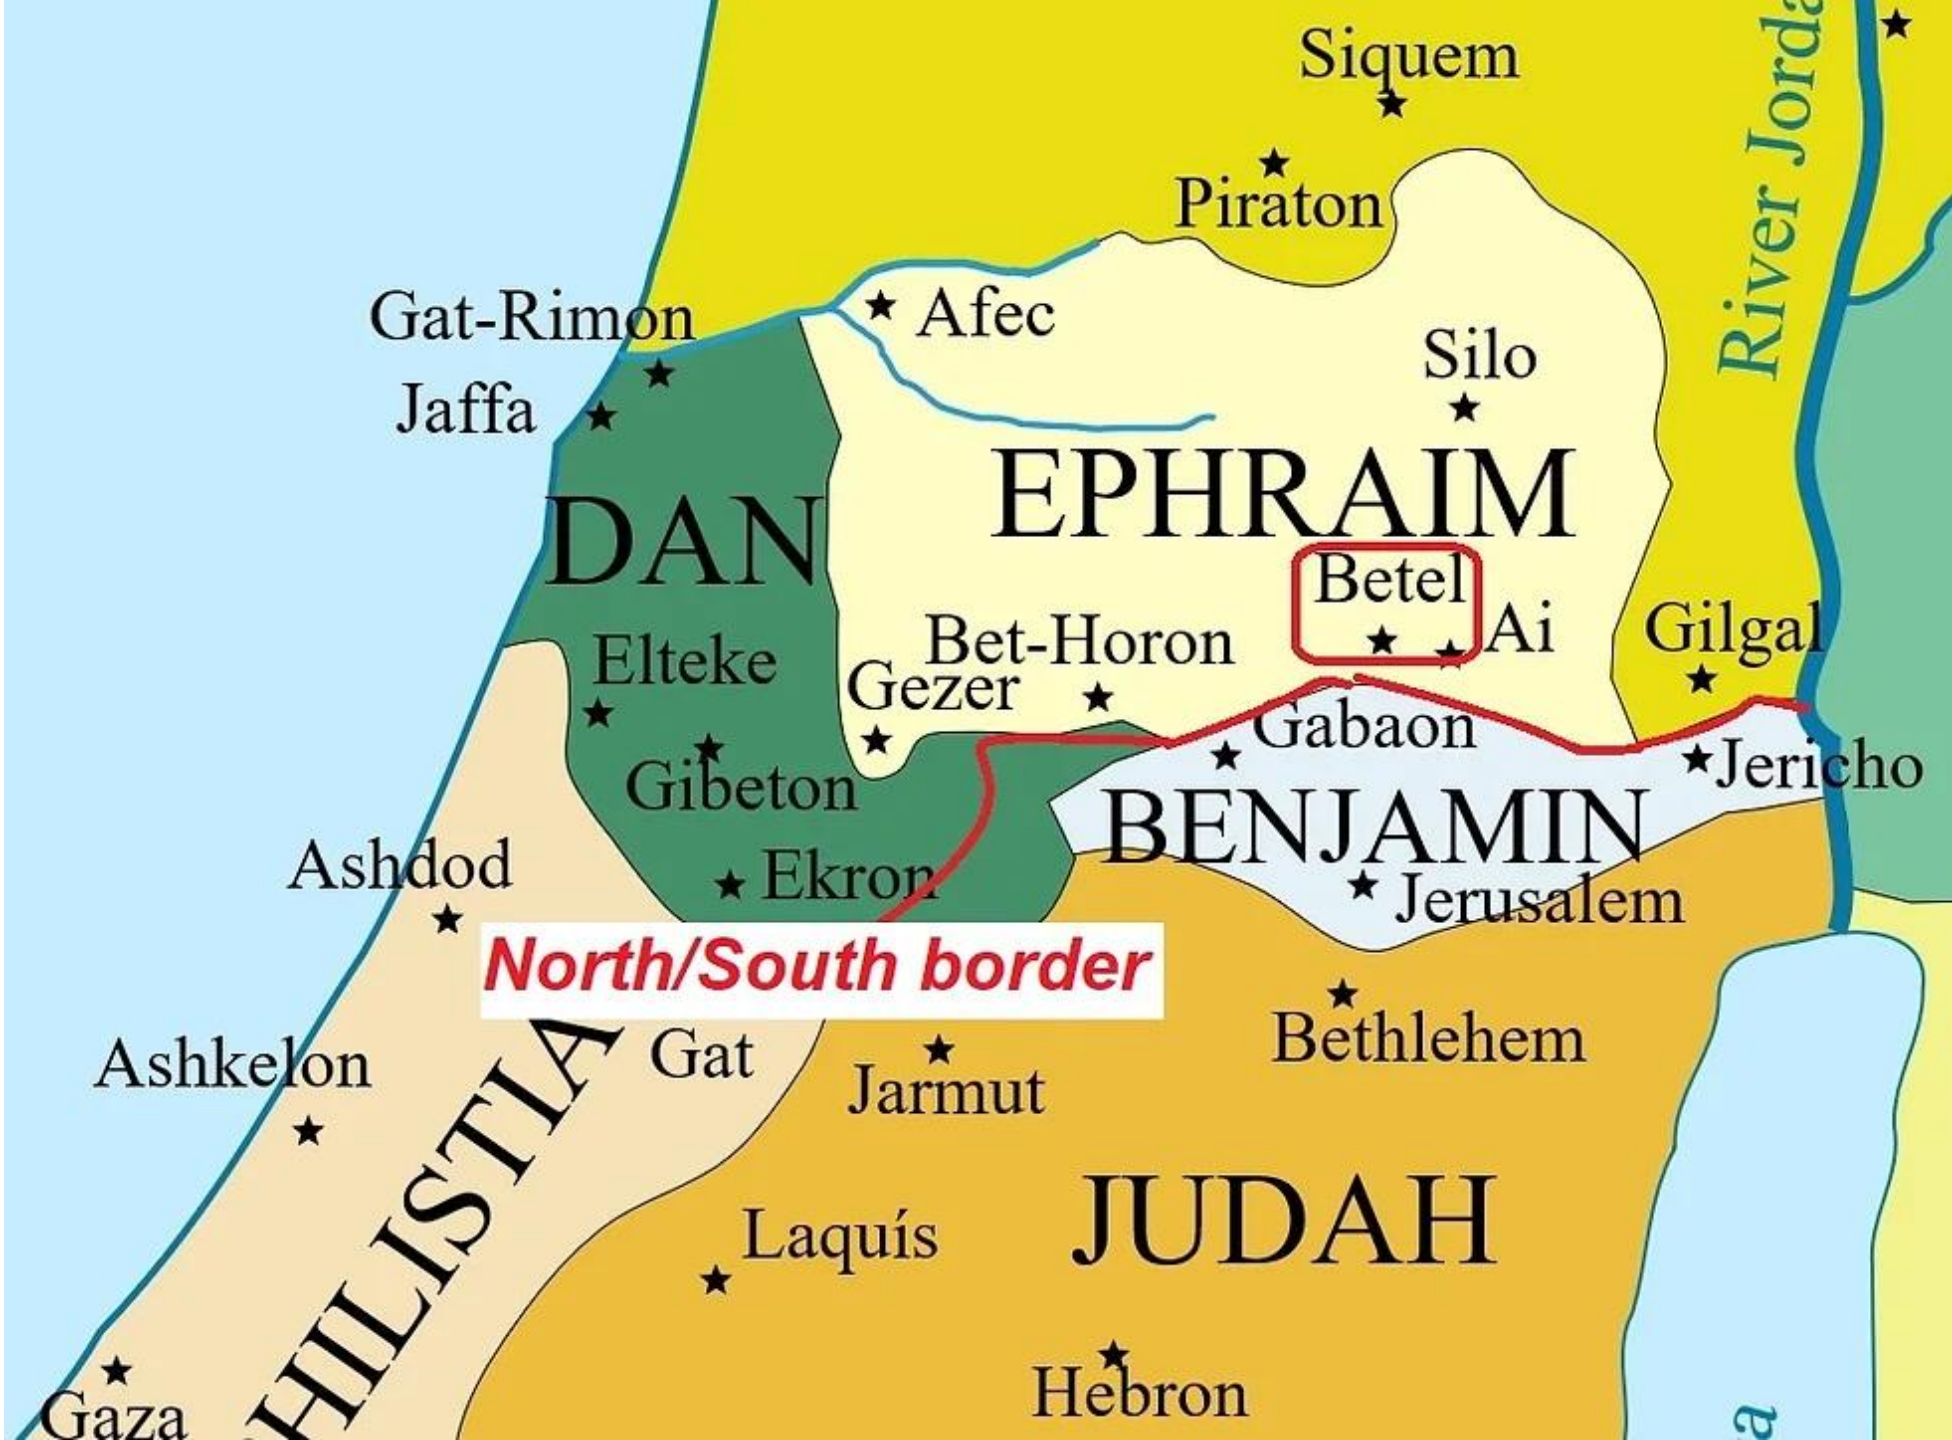 Siquem
River Jorda
Piraton
Gat-Rimon
Afec
Silo
Jaffa
EPHRAIM
DAN
Betel
Ai
Gilgal
Bet-Horon
Elteke
Gezer
Gabaon
Jericho
Gibeton
BENJAMIN
Ashdod
Ekron
Jerusalem
North/South border
Bethlehem
Gat
Ashkelon
Jarmut
HILISTIA
JUDAH
Laquís
Hebron
Gaza
a